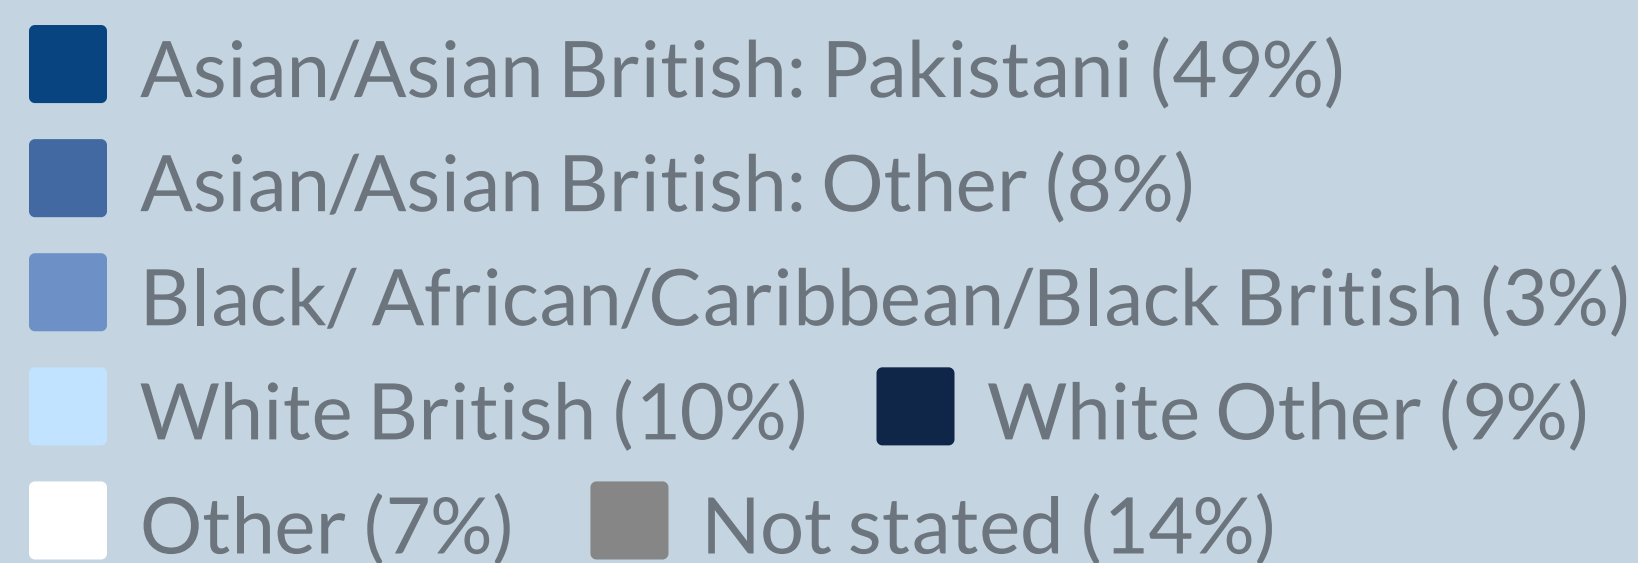 Asian/Asian British: Pakistani (49%)
Asian/Asian British: Other (8%)
Black/ African/Caribbean/Black British (3%)
White British (10%) White Other (9%)
Other (7%) Not stated (14%)